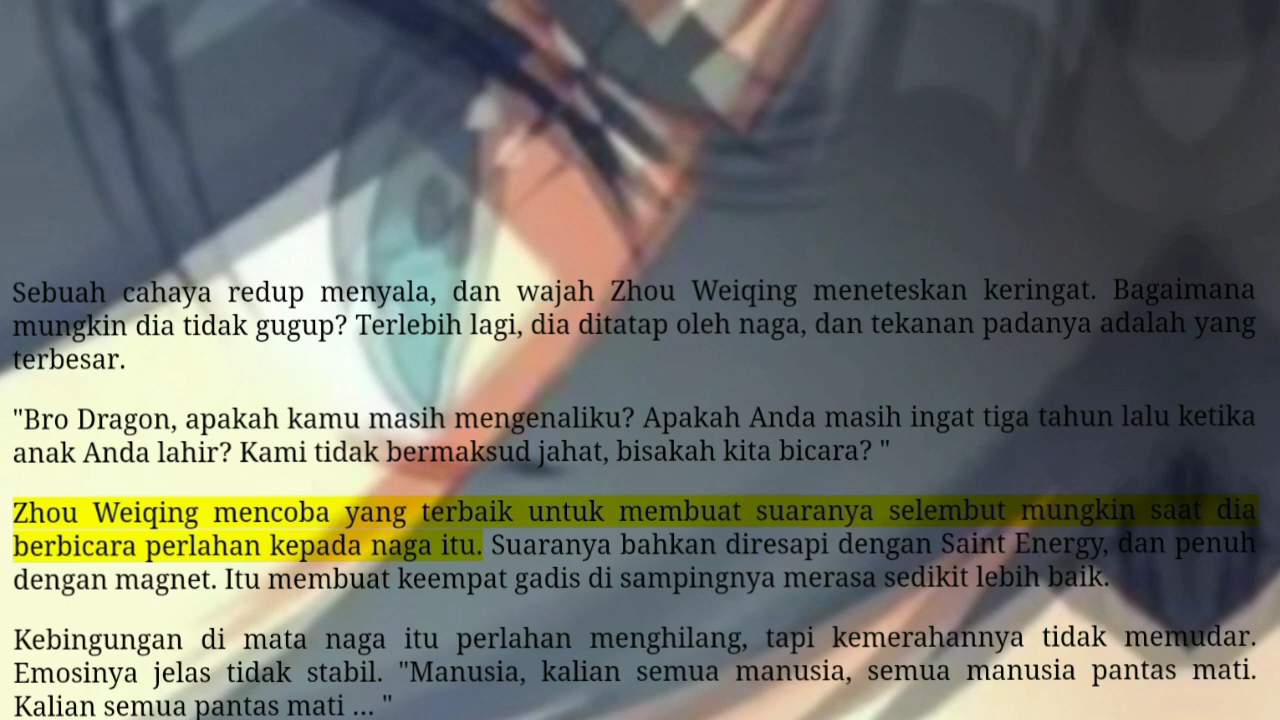 Sebuah cahaya redup menyala, dan wajah Zhou Weiqing meneteskan keringat. Bagaimana
mungkin dia tidak gugup? Terlebih lagi, dia ditatap oleh naga, dan tekanan padanya adalah yang
terbesar.
"Bro Dragon, apakah kamu masih mengenaliku? Apakah Anda masih ingat tiga tahun lalu ketika
anak Anda lahir? Kami tidak bermaksud jahat, bisakah kita bicara? "
Zhou Weiqing mencoba yang terbaik untuk membuat suaranya selembut mungkin saat dia
berbicara perlahan kepada naga itu. Suaranya bahkan diresapi dengan Saint Energy, dan penuh
dengan magnet. Itu membuat keempat gadis di sampingnya merasa sedikit lebih baik.
Kebingungan di mata naga itu perlahan menghilang, tapi kemerahannya tidak memudar.
Emosinya jelas tidak stabil. "Manusia, kalian semua manusia, semua manusia pantas mati.
Kalian semua pantas mati ... "